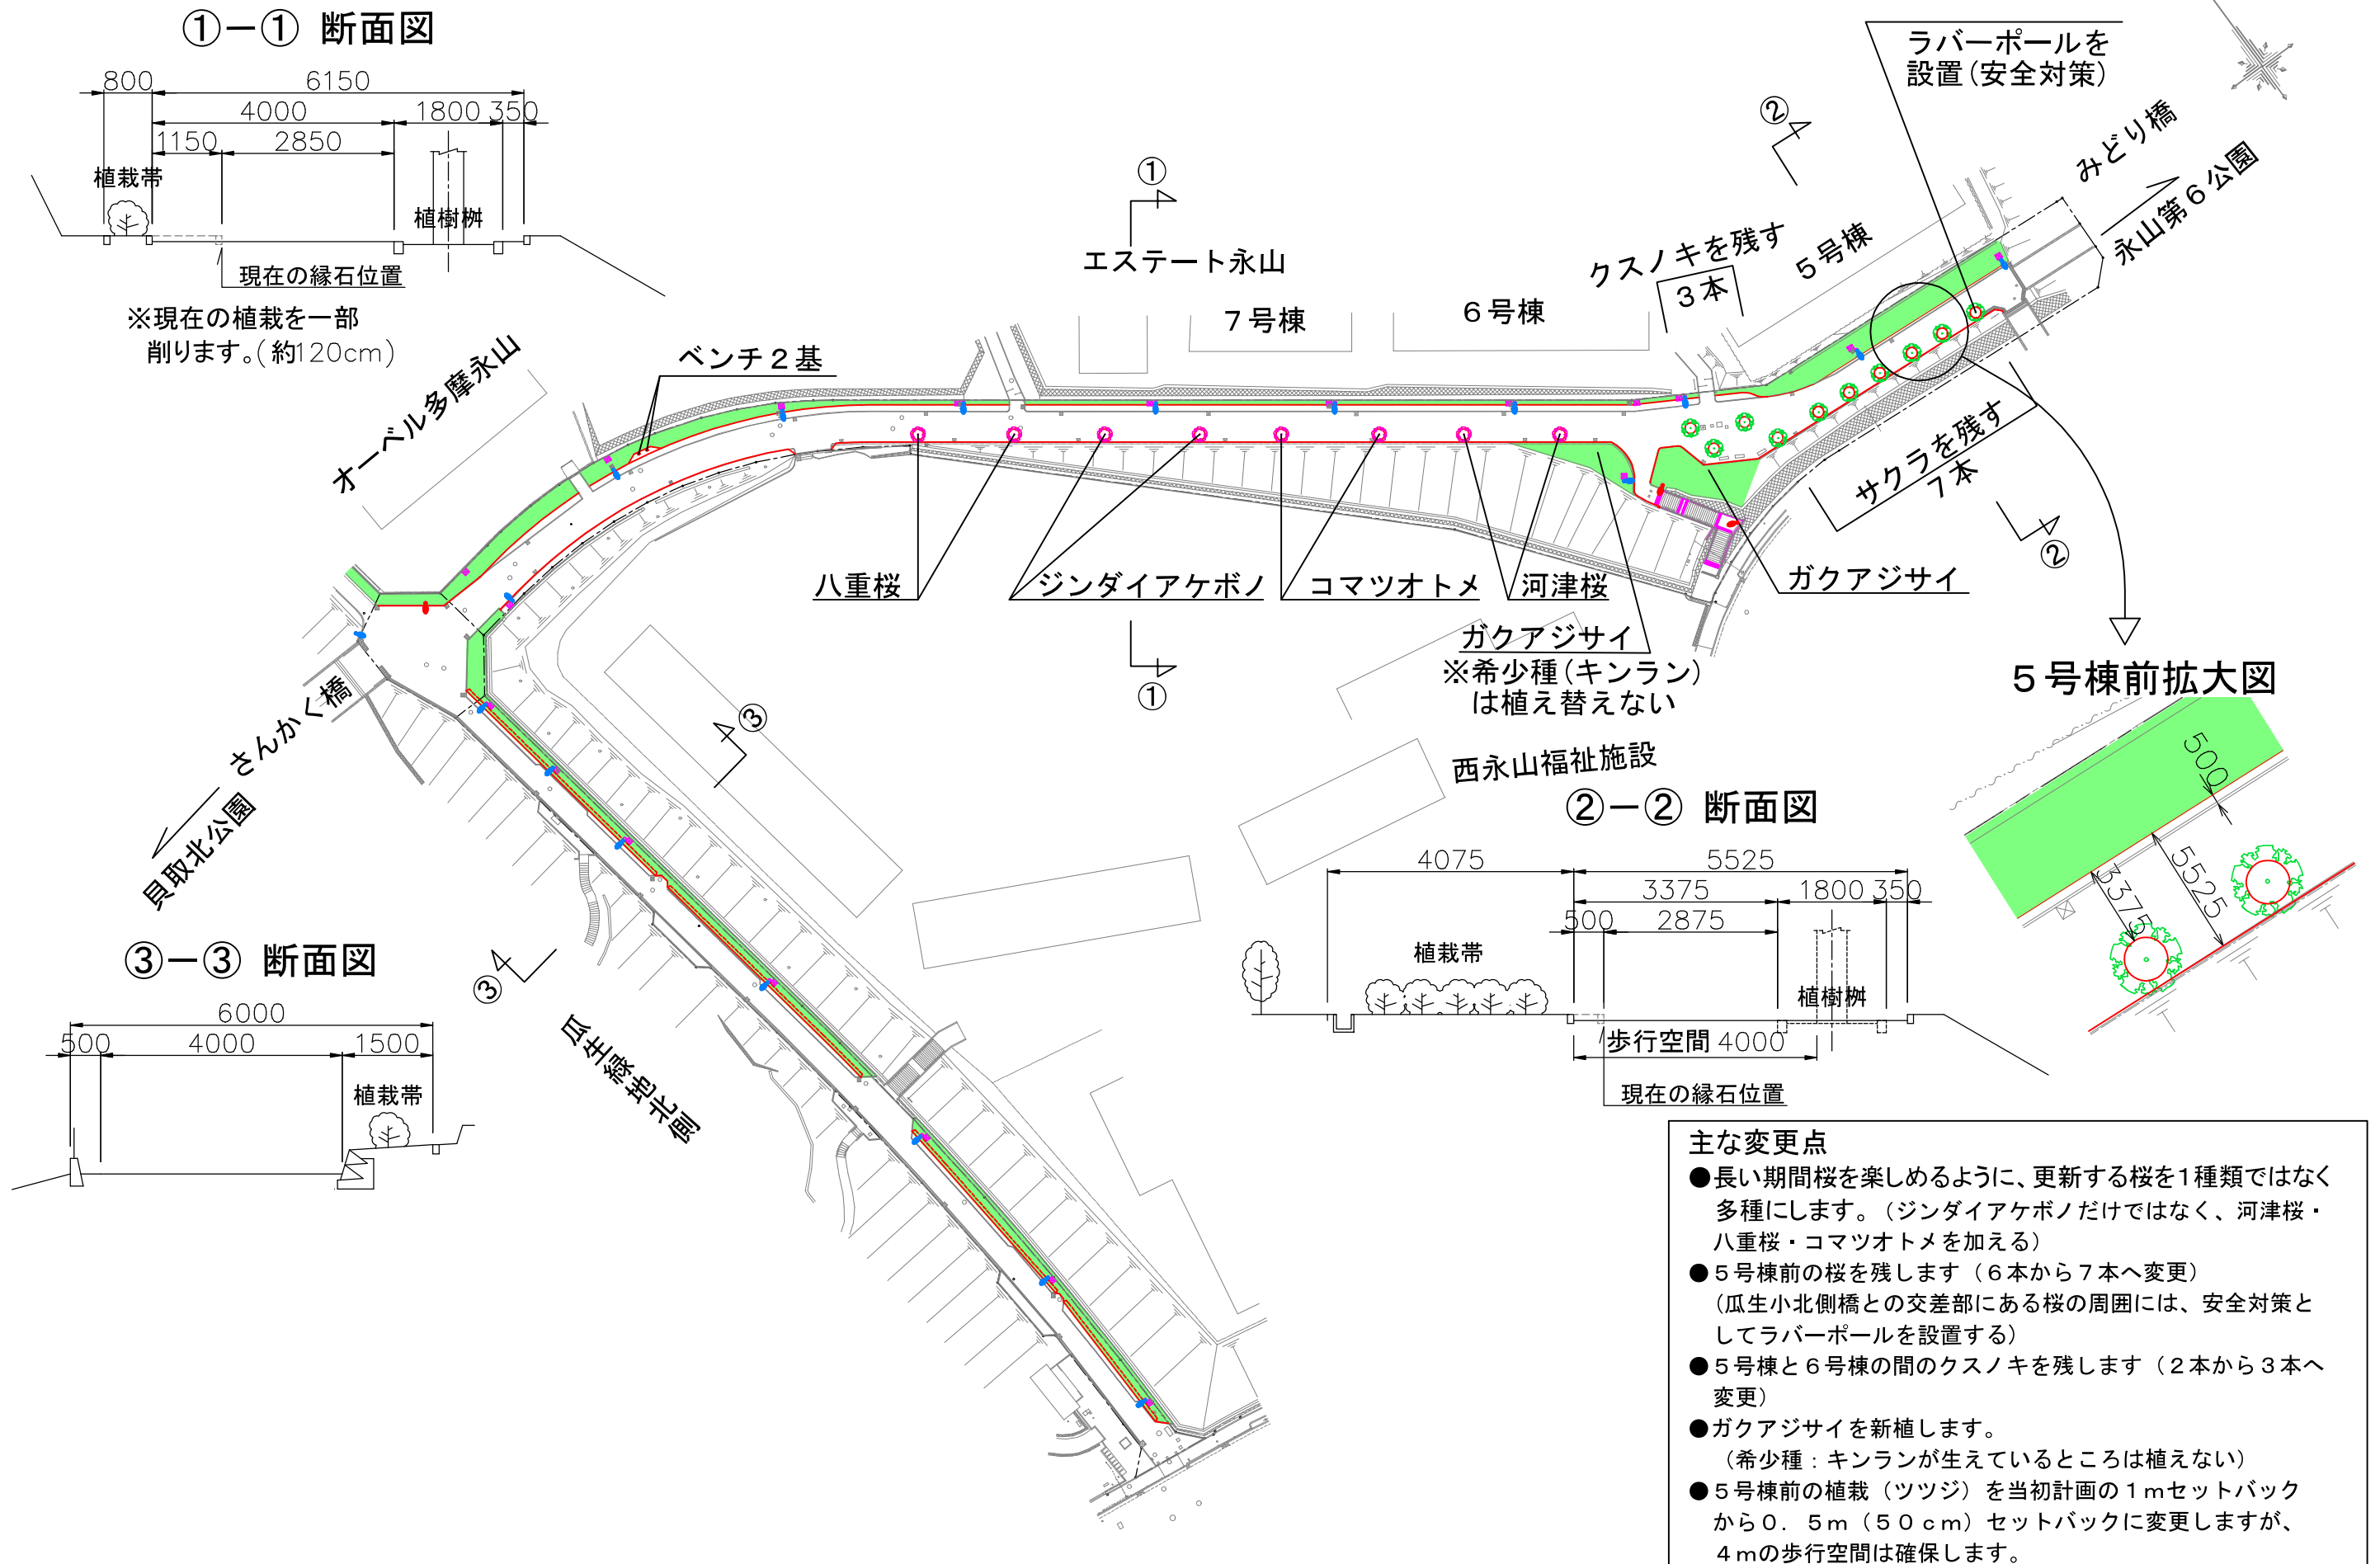 ①ー① 断面図
800
6150
4000
1800
350
1150
2850
植栽帯
植樹桝
現在の縁石位置
※現在の植栽を一部
削ります。(約120cm)
ラバーポールを
設置(安全対策)
②
みどり橋
永山第6公園
①
エステート永山
クスノキを残す
3本
5号棟
7号棟
6号棟
オーベル多摩永山
ベンチ2基
サクラを残す
7本
②
八重桜
ジンダイアケボノ
コマツオトメ
河津桜
ガクアジサイ
ガクアジサイ
※希少種(キンラン)
は植え替えない
①
③
さんかく橋
貝取北公園
西永山福祉施設
5号棟前拡大図
500
5525
3375
②ー② 断面図
4075
5525
3375
1800
350
500
2875
植栽帯
植樹桝
歩行空間 4000
現在の縁石位置
③ー③ 断面図
6000
500
4000
1500
植栽帯
③
瓜生緑地北側
主な変更点
●長い期間桜を楽しめるように、更新する桜を1種類ではなく
多種にします。(ジンダイアケボノだけではなく、河津桜・
八重桜・コマツオトメを加える)
●5号棟前の桜を残します(6本から7本へ変更)
(瓜生小北側橋との交差部にある桜の周囲には、安全対策と
してラバーポールを設置する)
●5号棟と6号棟の間のクスノキを残します(2本から3本へ
変更)
●ガクアジサイを新植します。
(希少種:キンランが生えているところは植えない)
●5号棟前の植栽(ツツジ)を当初計画の1mセットバック
から0.5m(50cm)セットバックに変更しますが、
4mの歩行空間は確保します。